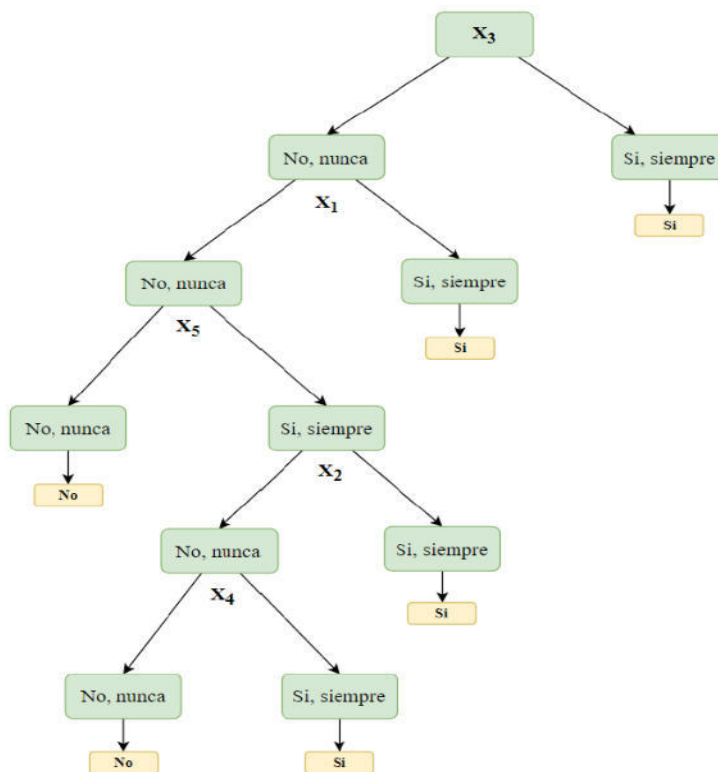 X3
No, nunca
Si, siempre
X1
Si
No, nunca
Si, siempre
X5
Si
No, nunca
Si, siempre
No
X2
No, nunca
Si, siempre
X4
Si
No, nunca
Si, siempre
No
Si